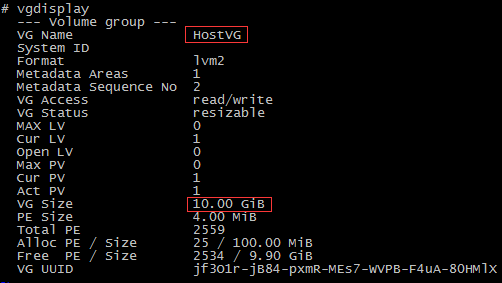 # vgdisplay
--- Volume group ---
VG Name HostVG
System ID
Format lvm2
Metadata Areas 1
Metadata Sequence No 2
VG Access read/write
VG Status resizable
MAX LV 0
Cur LV 1
Open LV 0
Max PV 0
Cur PV 1
Act PV 1
VG Size 10.00 GiB
PE Size 4.00 MiB
Total PE 2559
Alloc PE / Size 25 / 100.00 MiB
Free PE / Size 2534 / 9.90 GiB
VG UUID jf3O1r-jB84-pxmR-MEs7-WVPB-F4uA-8OHMlX